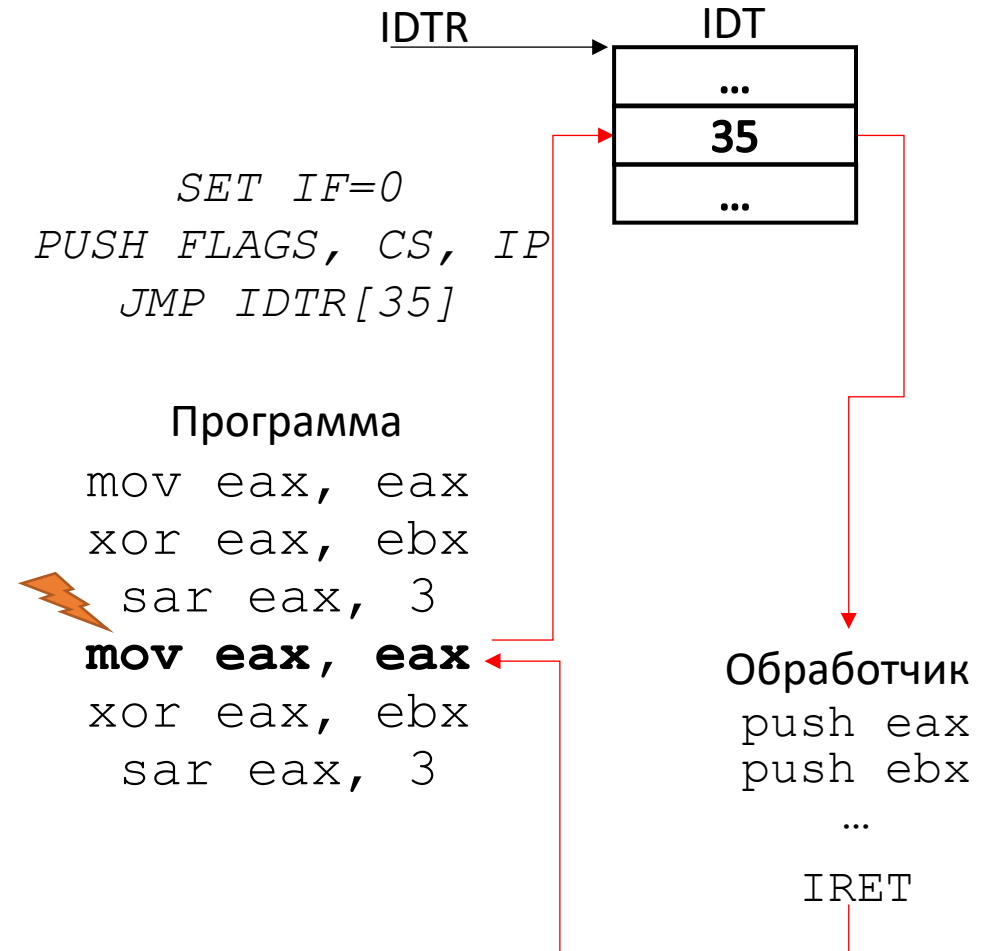 IDTR
IDT
...
35
...
SET IF=0
PUSH FLAGS, CS, IP
JMP IDTR[35]
Программа
mov eax, eax
xor eax, ebx
sar eax, 3
mov eax, eax
xor eax, ebx
sar eax, 3
Обработчик
push eax
push ebx
…
IRET